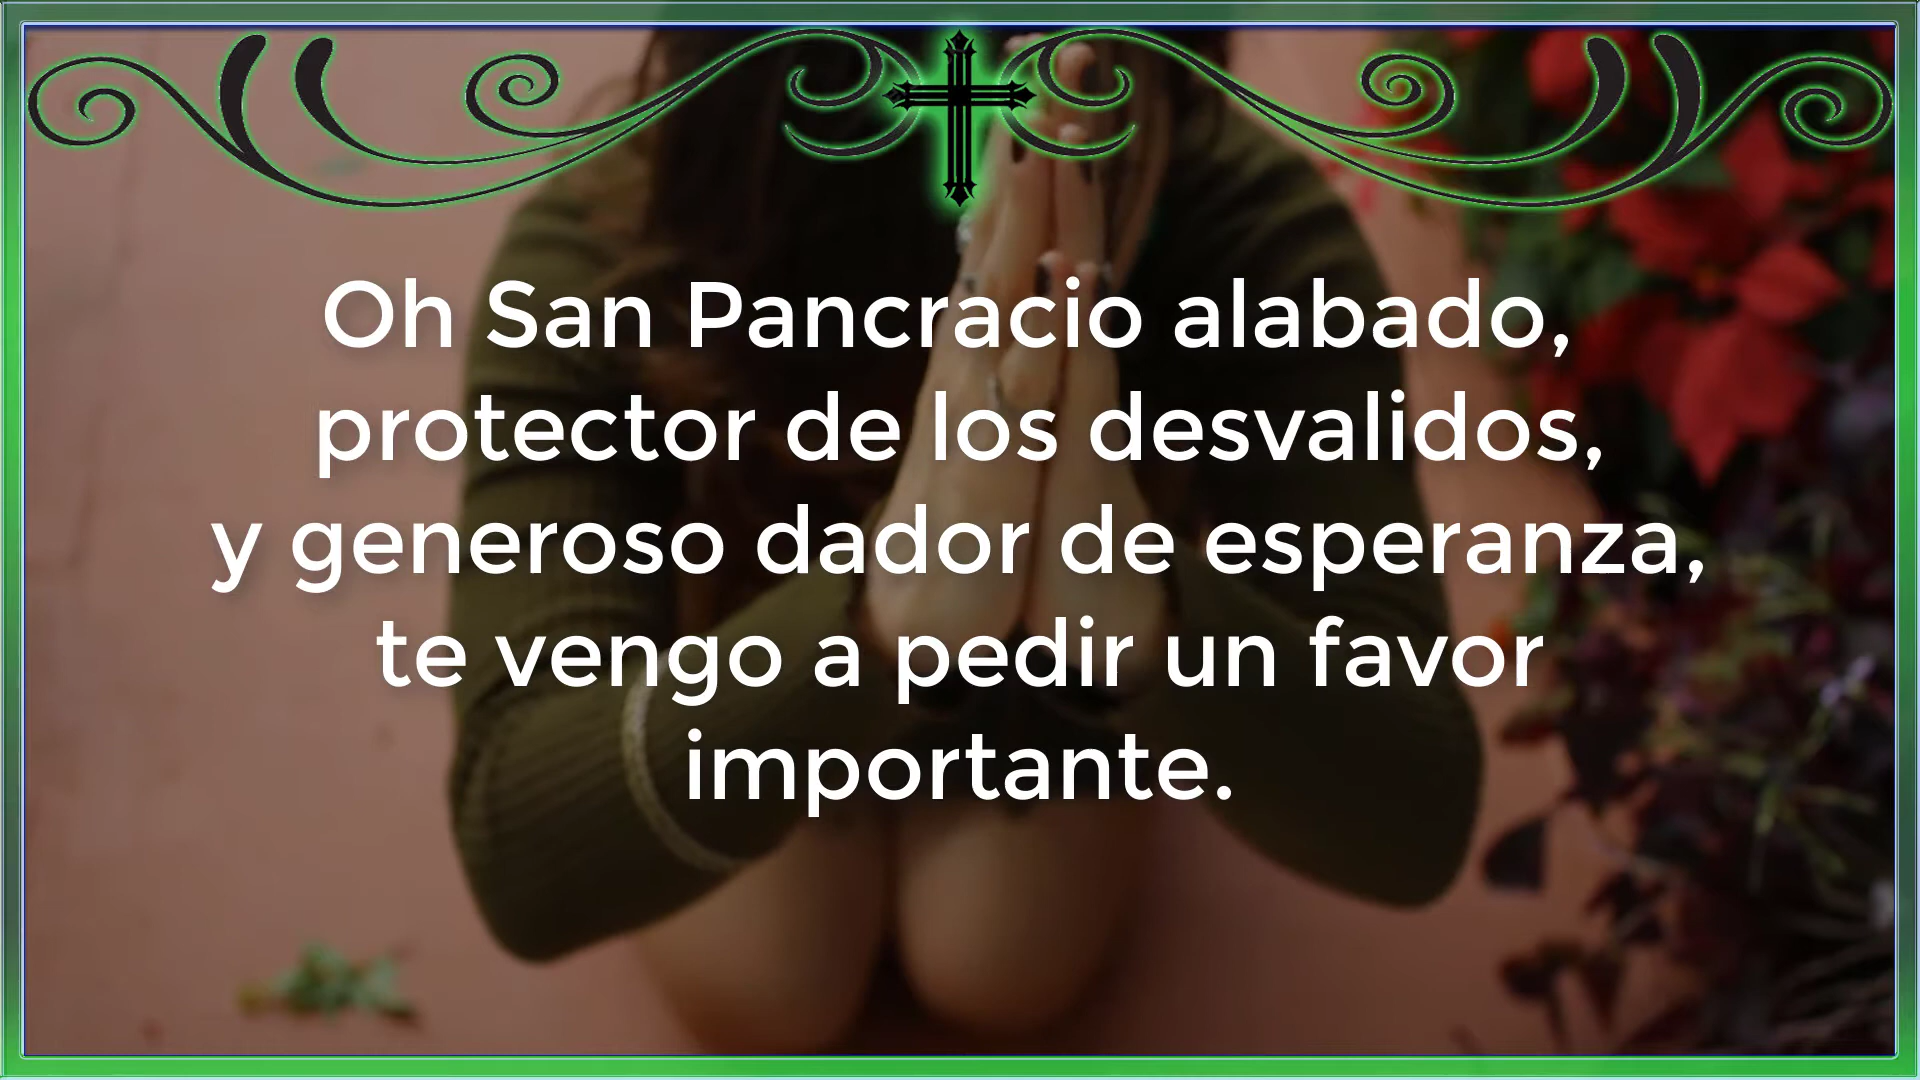 Oh San Pancracio alabado,
protector de los desvalidos,
y generoso dador de esperanza,
te vengo a pedir un favor
importante.